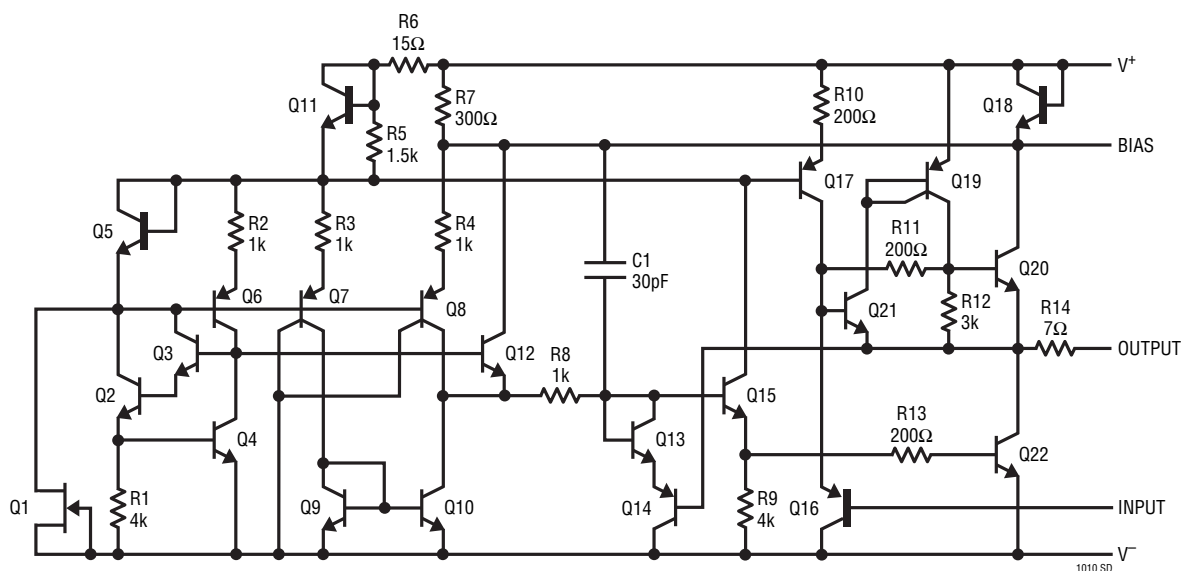 R6
15Ω
V+
Q11
R5
1.5k
R7
300Ω
R10
200Ω
Q18
BIAS
Q5
R2
1k
R3
1k
R4
1k
Q17
Q19
C1
30pF
R11
200Ω
Q20
Q6
Q7
Q8
Q21
R12
3k
R14
7Ω
Q3
Q12
R8
1k
OUTPUT
Q2
Q4
Q15
Q13
R13
200Ω
Q22
Q1
R1
4k
Q9
Q10
Q14
R9
4k
Q16
INPUT
V–
1010 SD